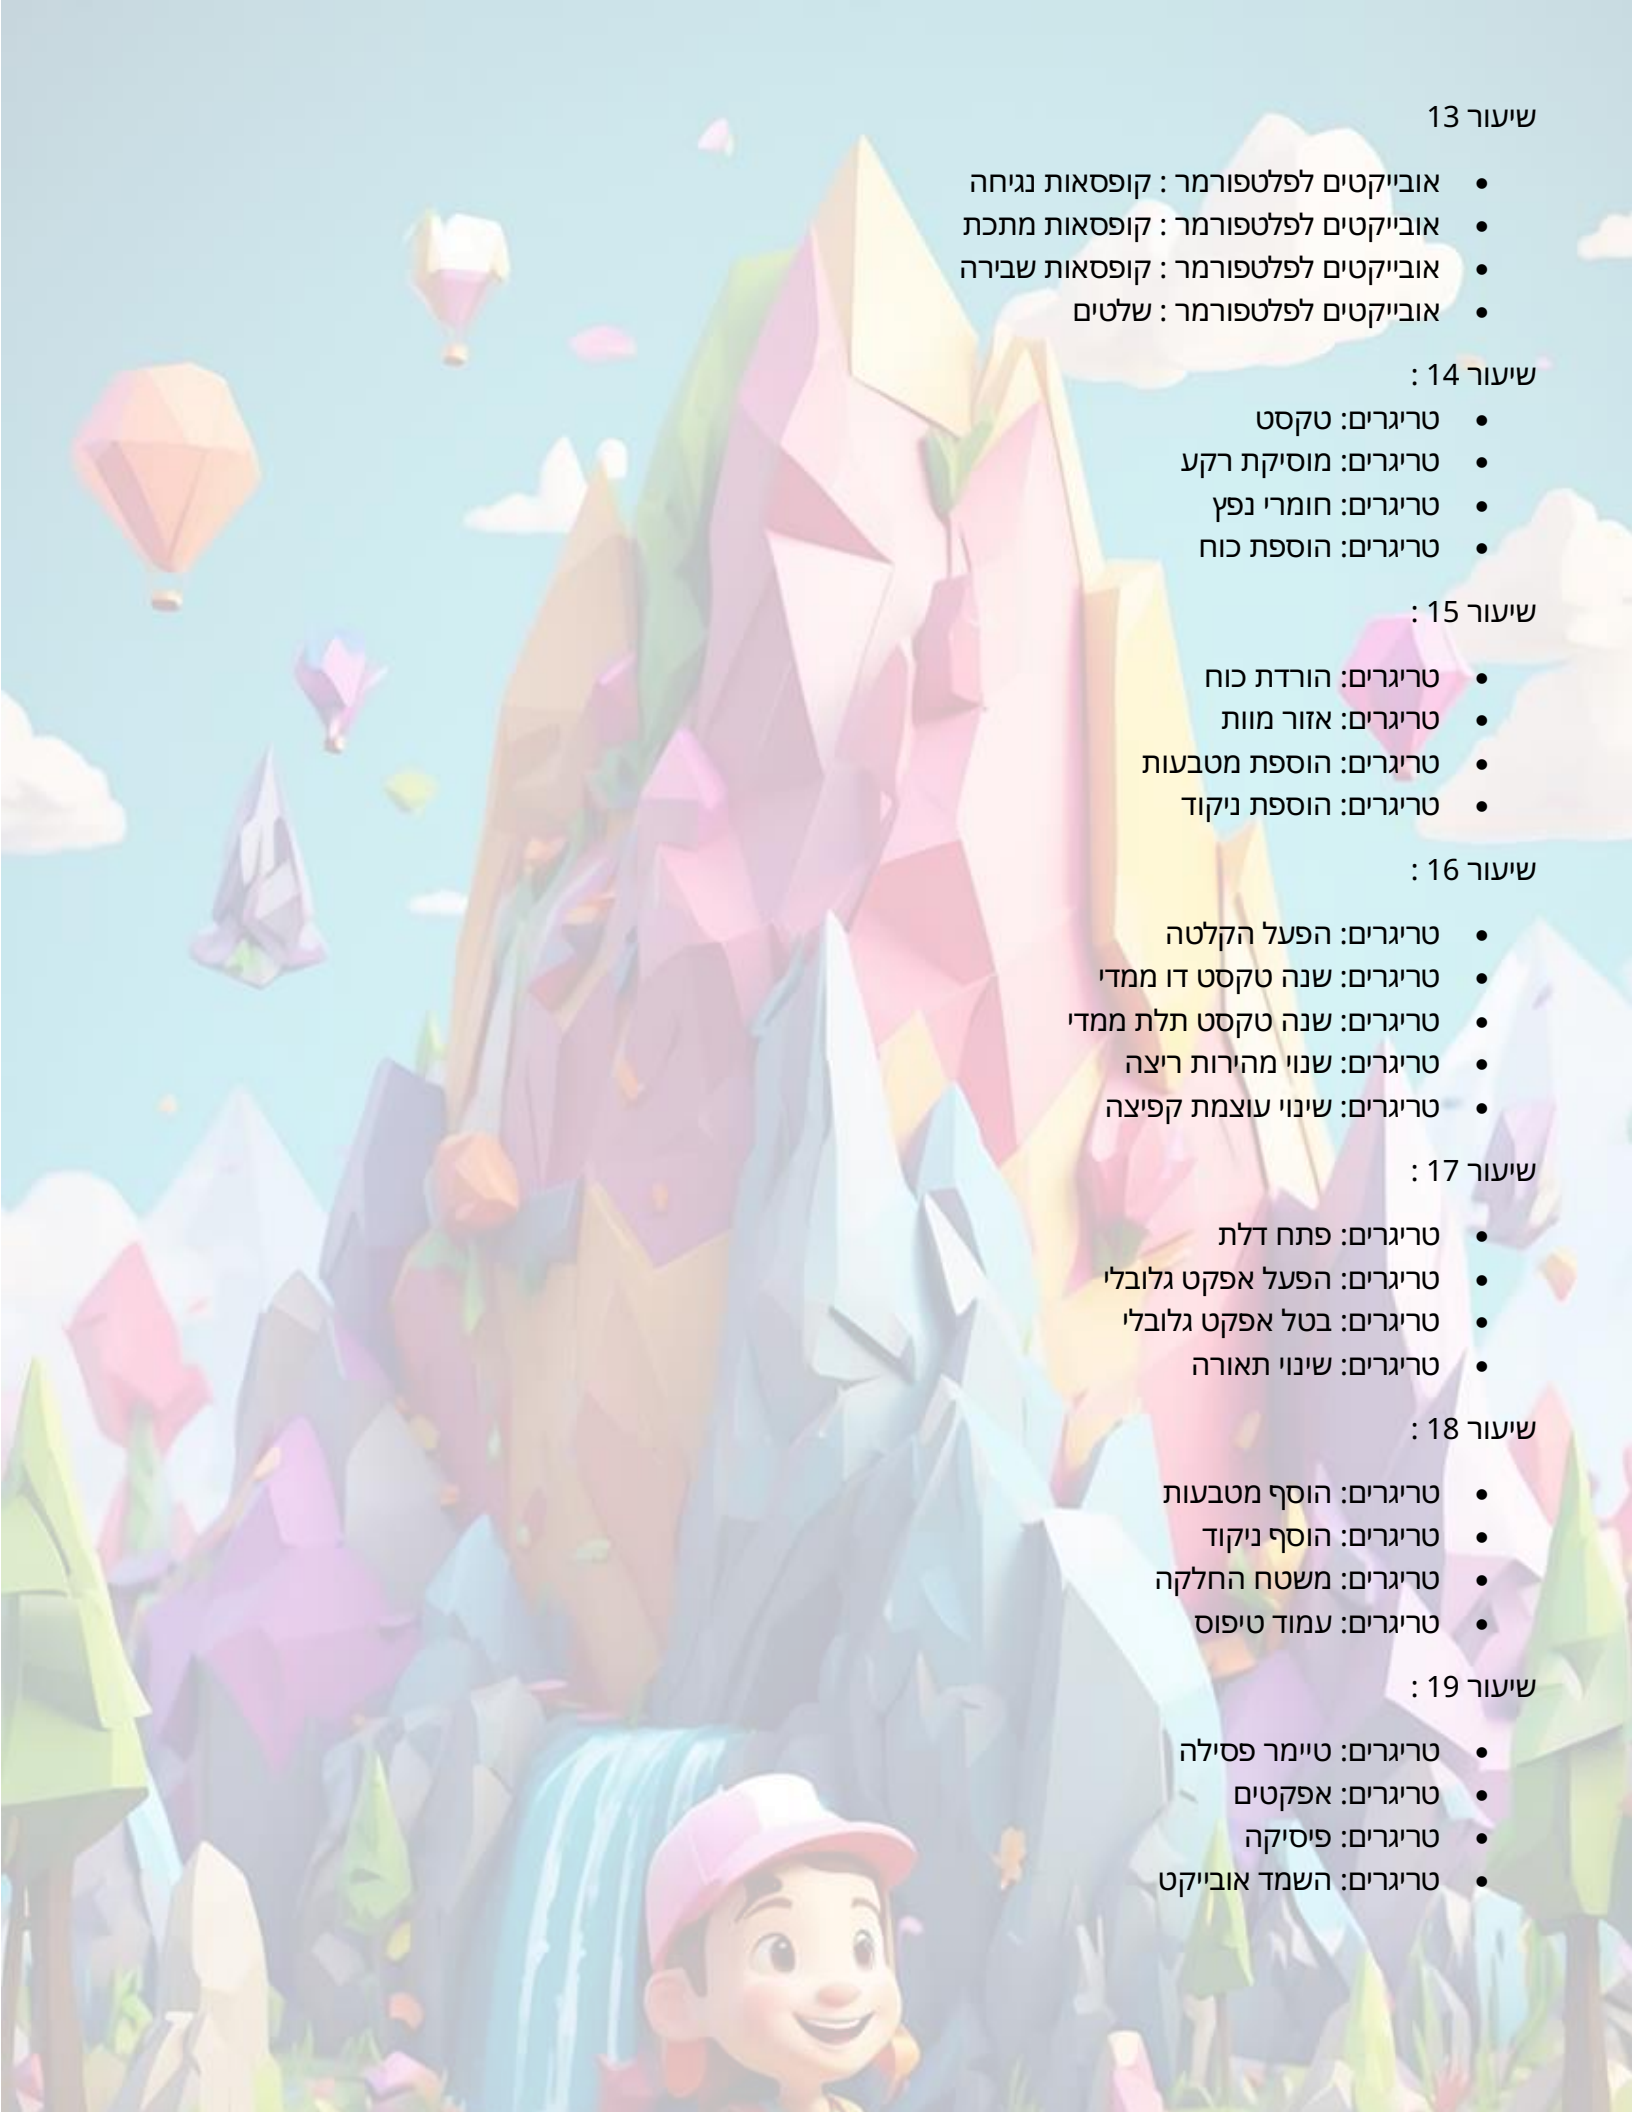 שיעור 13
• אובייקטים לפלטפורמר : קופסאות נגיחה
• אובייקטים לפלטפורמר : קופסאות מתכת
• אובייקטים לפלטפורמר : קופסאות שבירה
• אובייקטים לפלטפורמר : שלטים
שיעור 14 :
• טריגרים: טקסט
• טריגרים: מוסיקת רקע
• טריגרים: חומרי נפץ
• טריגרים: הוספת כוח
שיעור 15 :
• טריגרים: הורדת כוח
• טריגרים: אזור מוות
• טריגרים: הוספת מטבעות
• טריגרים: הוספת ניקוד
שיעור 16 :
• טריגרים: הפעל הקלטה
• טריגרים: שנה טקסט דו ממדי
• טריגרים: שנה טקסט תלת ממדי
• טריגרים: שנוי מהירות ריצה
• טריגרים: שינוי עוצמת קפיצה
שיעור 17 :
• טריגרים: פתח דלת
• טריגרים: הפעל אפקט גלובלי
• טריגרים: בטל אפקט גלובלי
• טריגרים: שינוי תאורה
שיעור 18 :
• טריגרים: הוסף מטבעות
• טריגרים: הוסף ניקוד
• טריגרים: משטח החלקה
• טריגרים: עמוד טיפוס
שיעור 19 :
• טריגרים: טיימר פסילה
• טריגרים: אפקטים
• טריגרים: פיסיקה
• טריגרים: השמד אובייקט